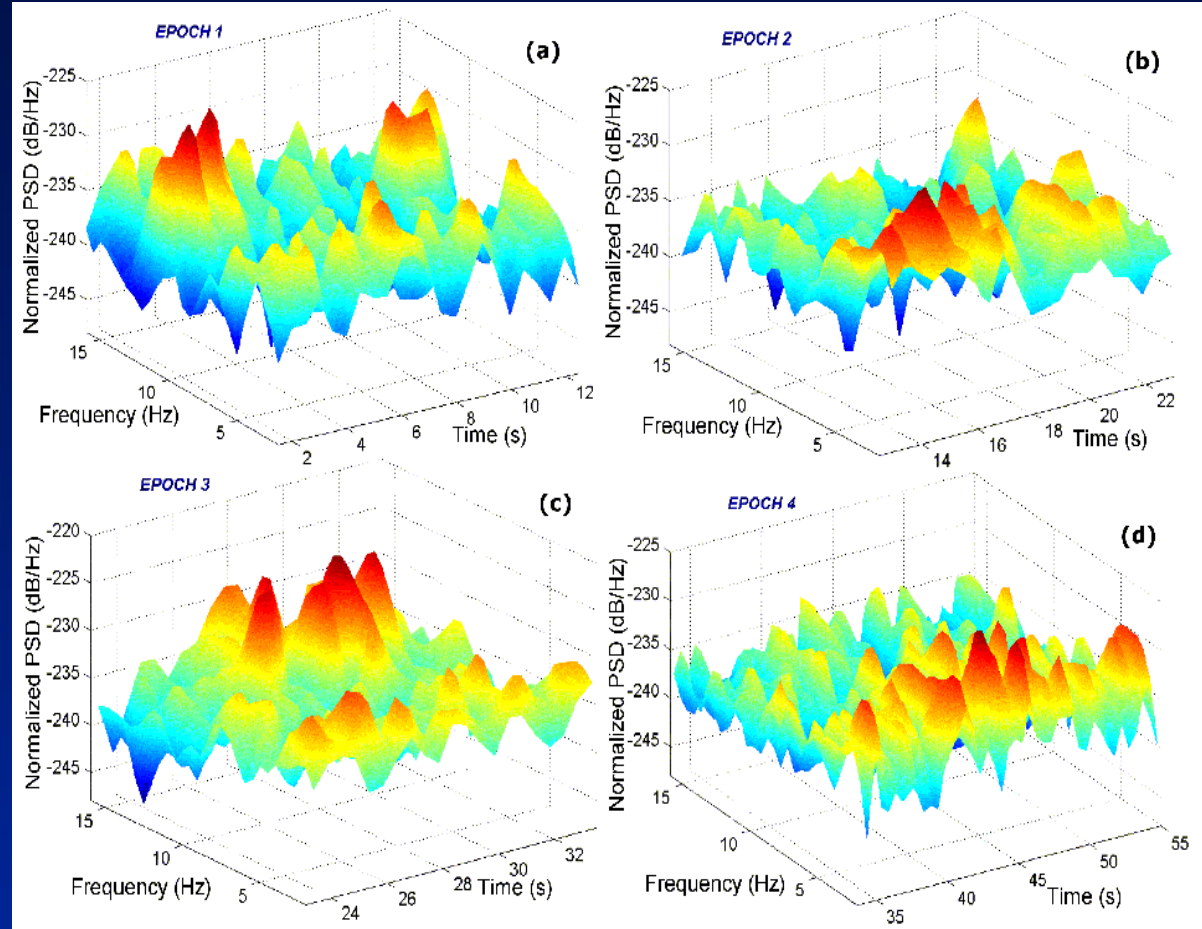 EPOCH 1
(a)
Normalized PSD (dB/Hz)
-225
-230
-235
-240
-245
15
10
5
Frequency (Hz)
2
4
6
8
10
12
Time (s)
EPOCH 2
(b)
Normalized PSD (dB/Hz)
-225
-230
-235
-240
-245
15
10
5
Frequency (Hz)
14
16
18
20
22
Time (s)
EPOCH 3
(c)
Normalized PSD (dB/Hz)
-220
-225
-230
-235
-240
-245
15
10
5
Frequency (Hz)
24
26
28
30
32
Time (s)
EPOCH 4
(d)
Normalized PSD (dB/Hz)
-225
-230
-235
-240
-245
15
10
5
Frequency (Hz)
35
40
45
50
55
Time (s)